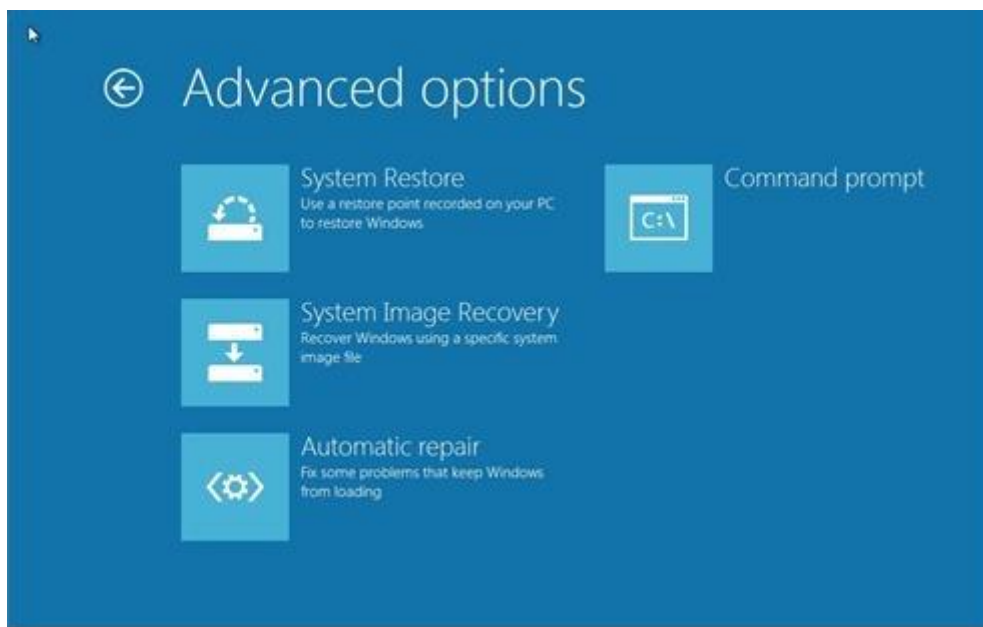 Advanced options
System Restore
Use a restore point recorded on your PC
to restore Windows
Command prompt
C:\
System Image Recovery
Recover Windows using a specific system
image file
Automatic repair
Fix some problems that keep Windows
from loading